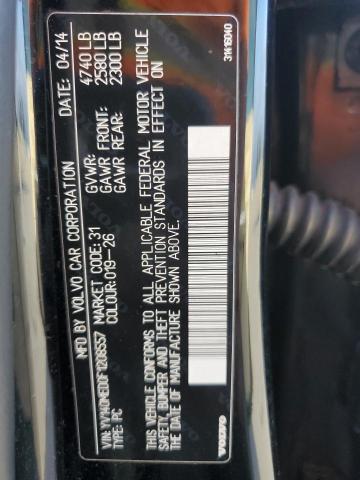 MFD BY VOLVO CAR CORPORATION DATE: 04/14
GVWR: 4740 LB
GAWR FRONT: 2580 LB
GAWR REAR: 2300 LB
VIN: MARKET CODE: 31
TYPE: PC COLOUR: 019-26
THIS VEHICLE CONFORMS TO ALL APPLICABLE FEDERAL MOTOR VEHICLE
SAFETY, BUMPER AND THEFT PREVENTION STANDARDS IN EFFECT ON
THE DATE OF MANUFACTURE SHOWN ABOVE.
VOLVO
31416040